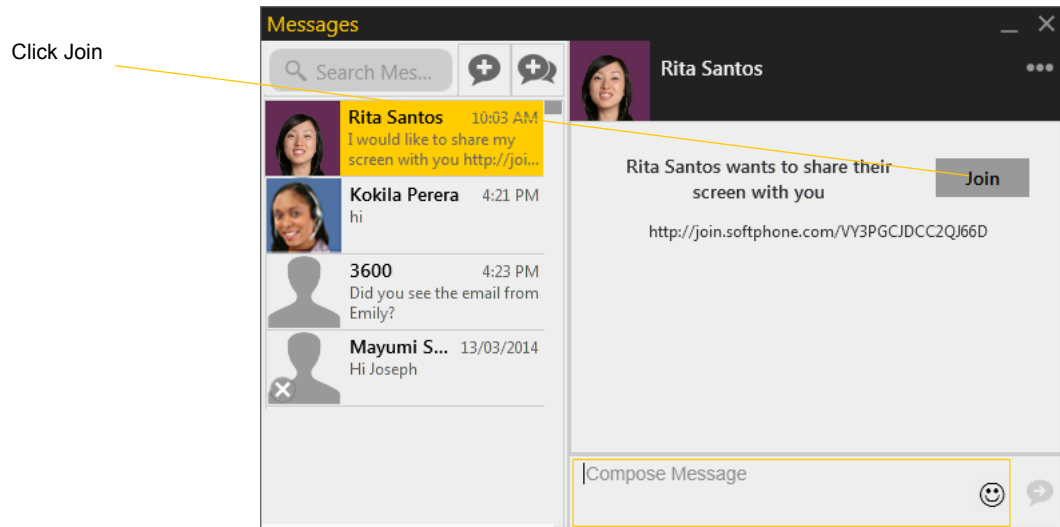 Click Join
Messages
Search Mes...
Rita Santos 10:03 AM
I would like to share my
screen with you http://joi...
Kokila Perera 4:21 PM
hi
3600 4:23 PM
Did you see the email from
Emily?
Mayumi S... 13/03/2014
Hi Joseph
Rita Santos
Rita Santos wants to share their
screen with you
Join
http://join.softphone.com/VY3PGCJDCC2QJ66D
Compose Message